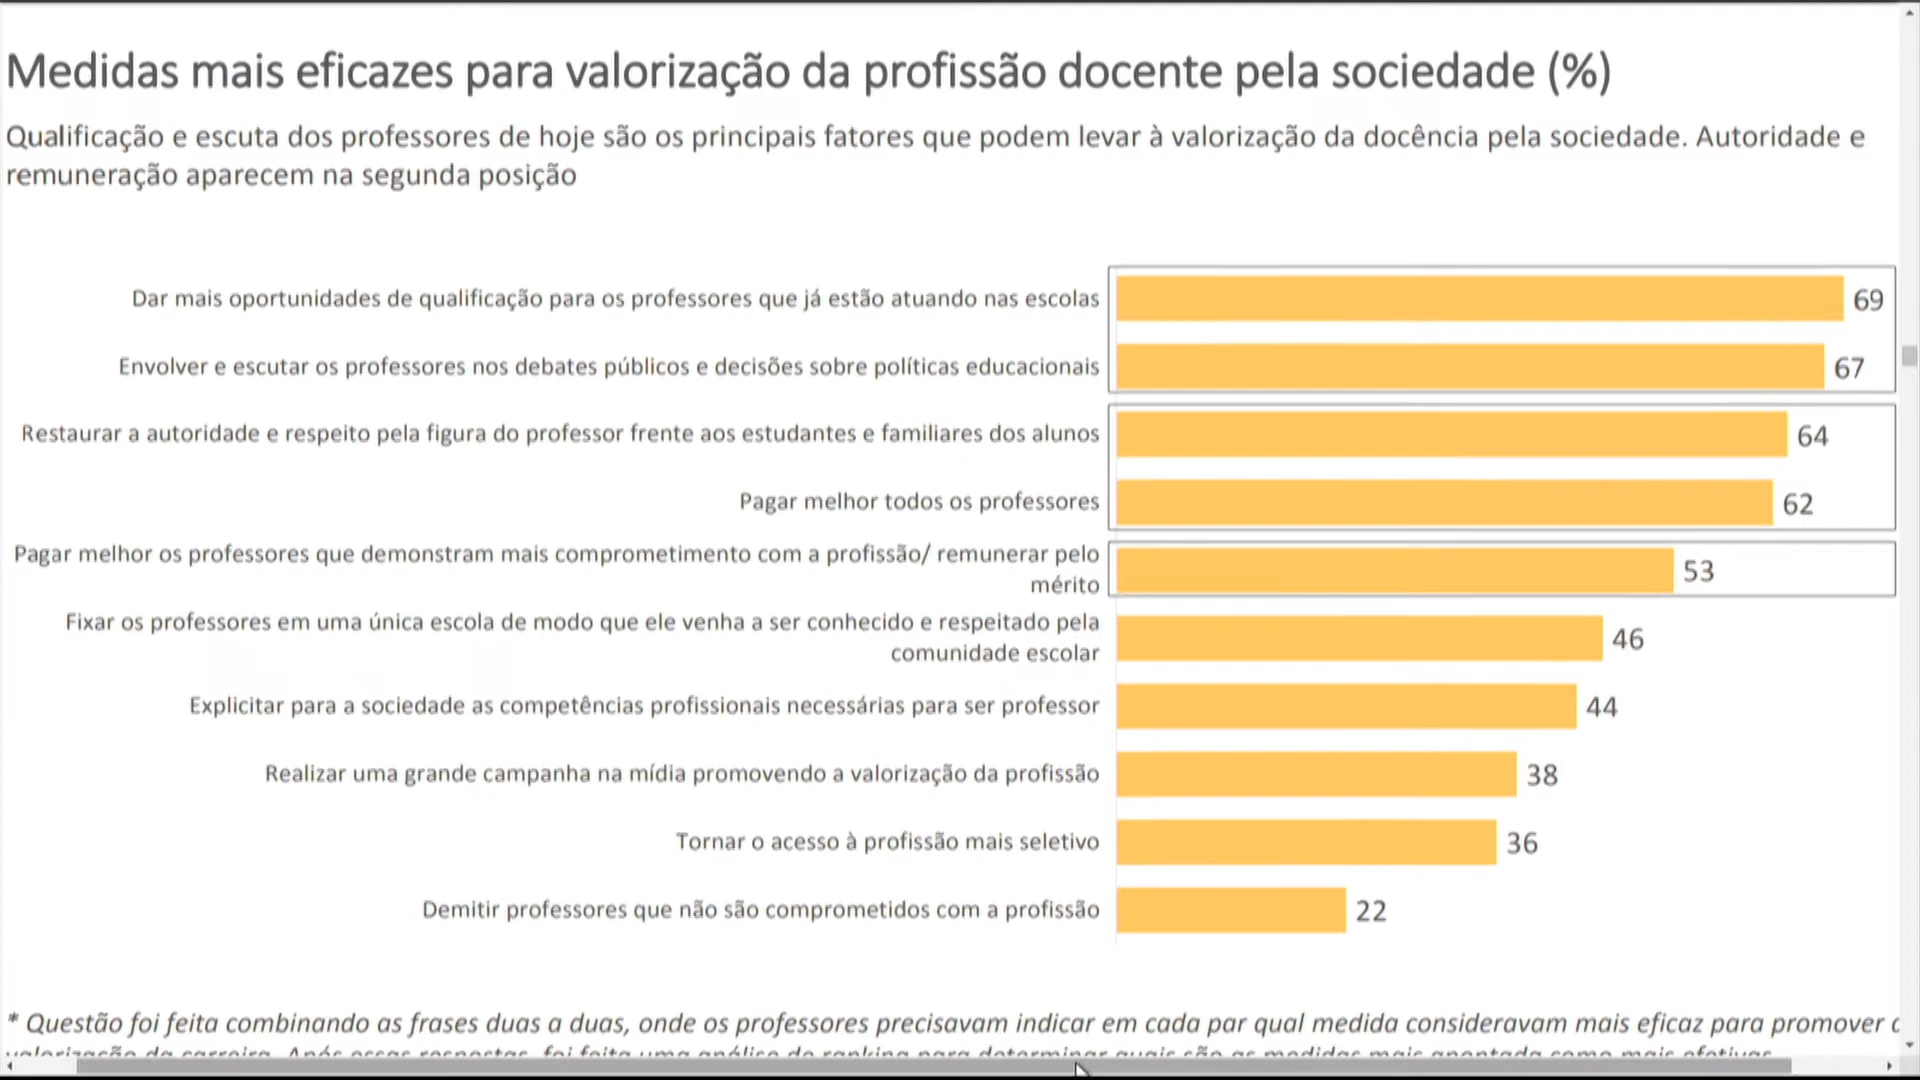 Medidas mais eficazes para valorização da profissão docente pela sociedade (%)
Qualificação e escuta dos professores de hoje são os principais fatores que podem levar à valorização da docência pela sociedade. Autoridade e
remuneração aparecem na segunda posição
Dar mais oportunidades de qualificação para os professores que já estão atuando nas escolas
69
Envolver e escutar os professores nos debates públicos e decisões sobre políticas educacionais
67
Restaurar a autoridade e respeito pela figura do professor frente aos estudantes e familiares dos alunos
64
Pagar melhor todos os professores
62
Pagar melhor os professores que demonstram mais comprometimento com a profissão/ remunerar pelo
mérito
53
Fixar os professores em uma única escola de modo que ele venha a ser conhecido e respeitado pela
comunidade escolar
46
Explicitar para a sociedade as competências profissionais necessárias para ser professor
44
Realizar uma grande campanha na mídia promovendo a valorização da profissão
38
Tornar o acesso à profissão mais seletivo
36
Demitir professores que não são comprometidos com a profissão
22
* Questão foi feita combinando as frases duas a duas, onde os professores precisavam indicar em cada par qual medida consideravam mais eficaz para promover